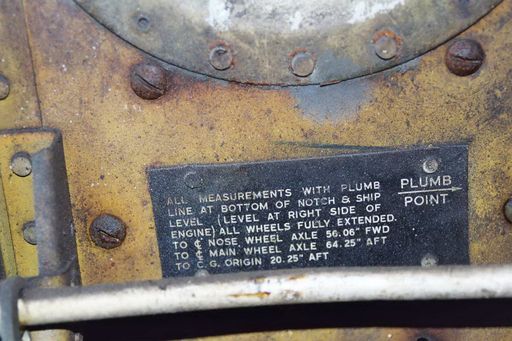 ALL MEASUREMENTS WITH PLUMB
LINE AT BOTTOM OF NOTCH & SHIP
LEVEL (LEVEL AT RIGHT SIDE OF
ENGINE) ALL WHEELS FULLY EXTENDED.
TO ℄ NOSE WHEEL AXLE 56.06" FWD
TO ℄ MAIN WHEEL AXLE 64.25" AFT
TO C.G. ORIGIN 20.25" AFT
PLUMB
POINT